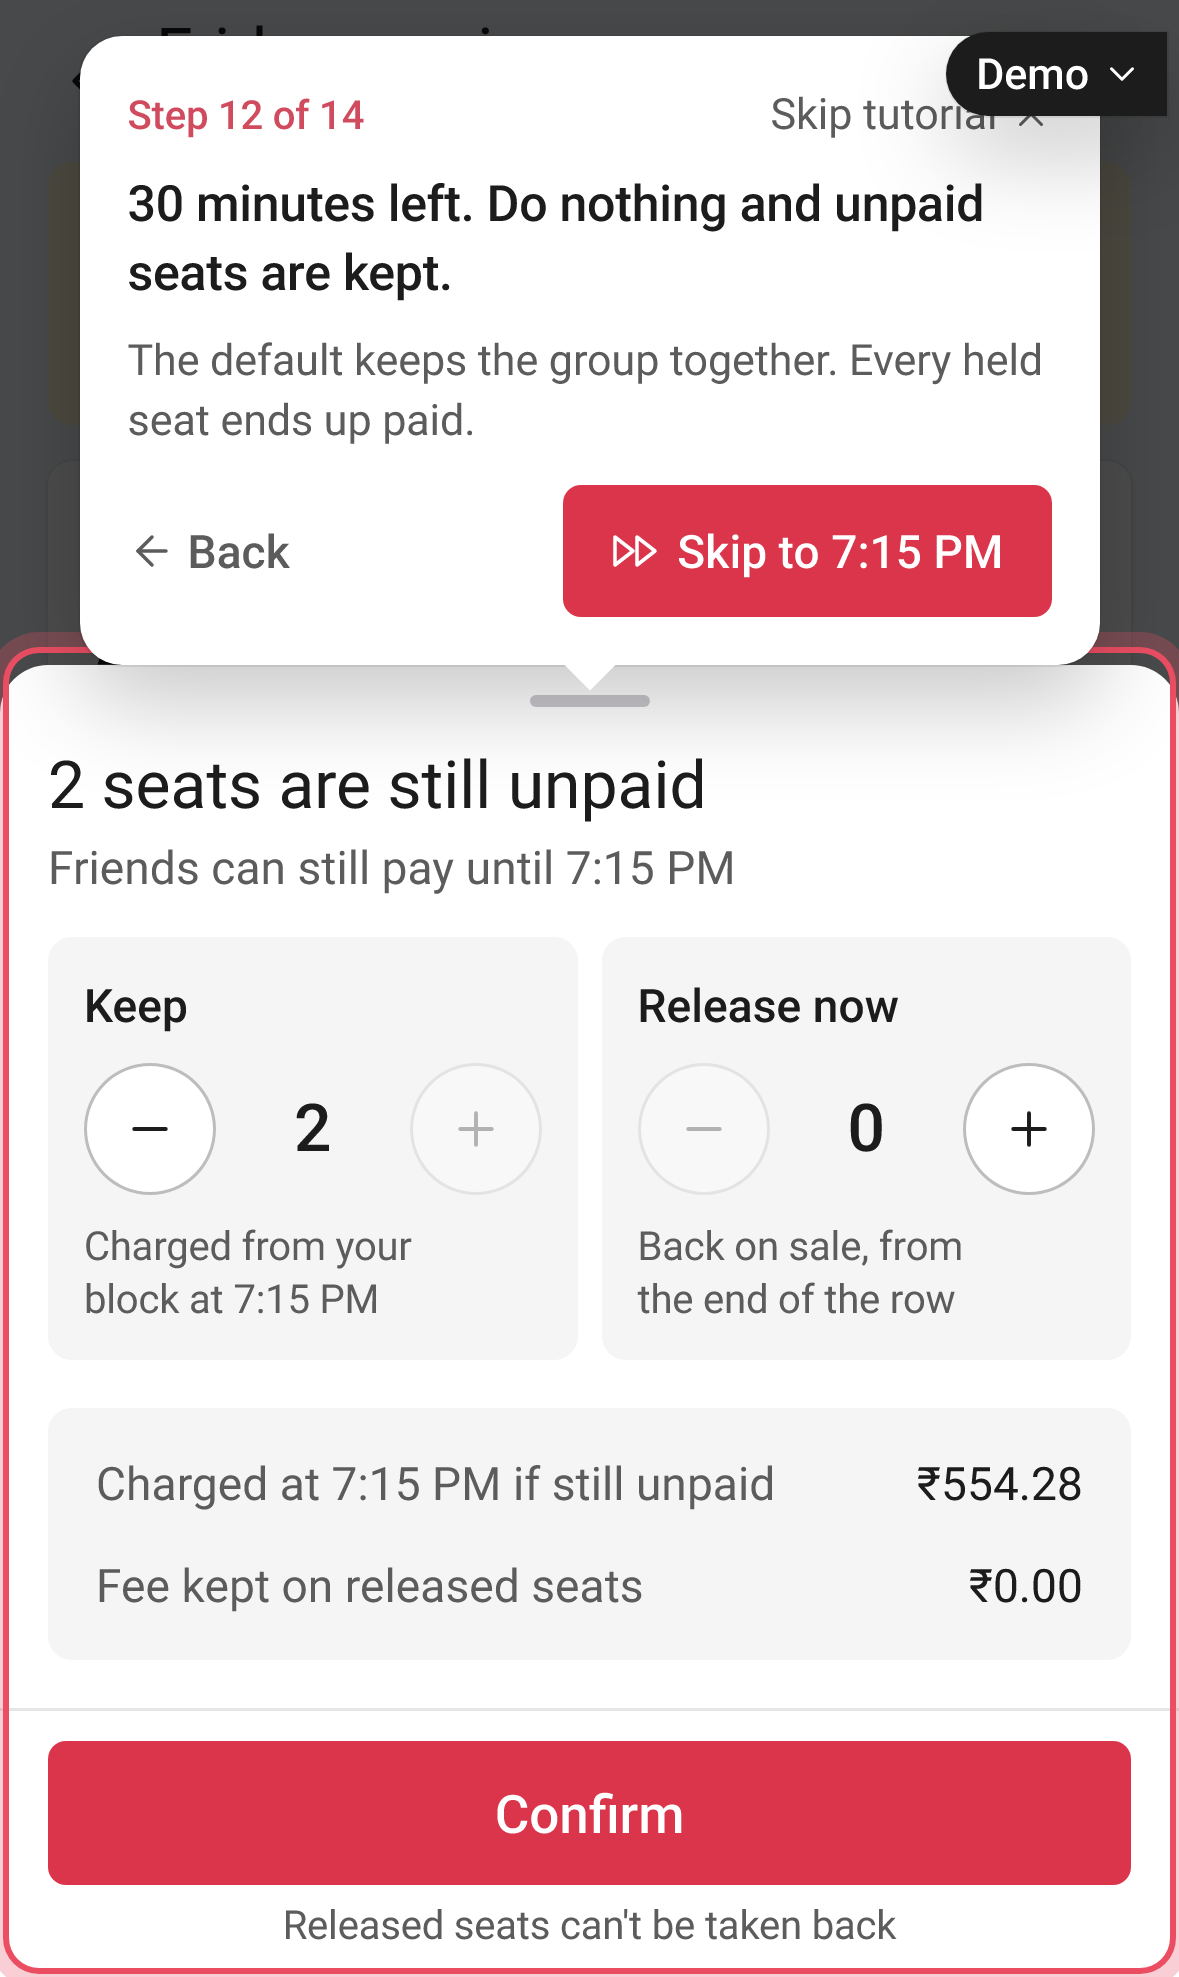 Demo
Step 12 of 14
Skip tutorial
30 minutes left. Do nothing and unpaid
seats are kept.
The default keeps the group together. Every held
seat ends up paid.
Back
Skip to 7:15 PM
2 seats are still unpaid
Friends can still pay until 7:15 PM
Keep
2
Charged from your
block at 7:15 PM
Release now
0
Back on sale, from
the end of the row
Charged at 7:15 PM if still unpaid ₹554.28
Fee kept on released seats ₹0.00
Confirm
Released seats can't be taken back